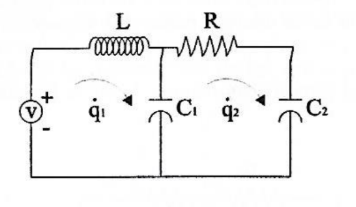 L R
+
V q̇₁ C₁ q̇₂ C₂
-